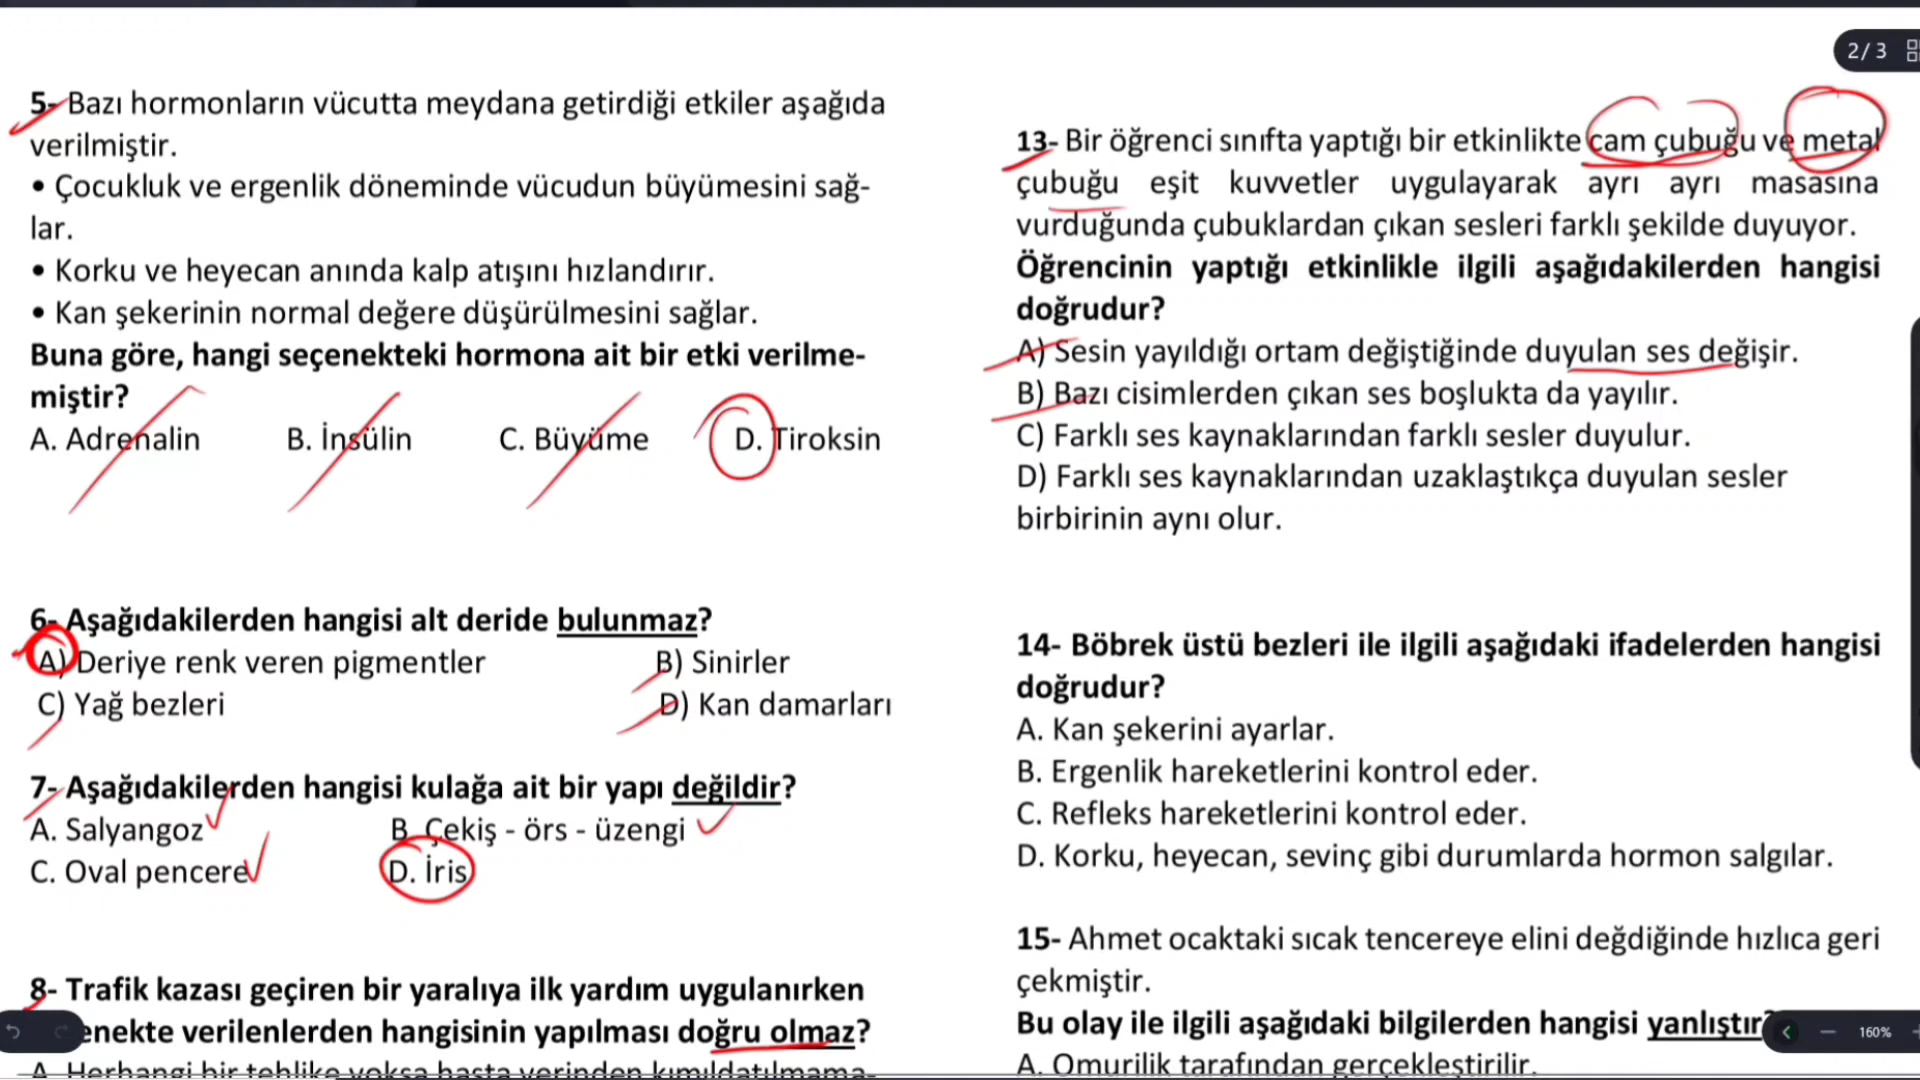 2/ 3
5- Bazı hormonların vücutta meydana getirdiği etkiler aşağıda
verilmiştir.
• Çocukluk ve ergenlik döneminde vücudun büyümesini sağ-
lar.
• Korku ve heyecan anında kalp atışını hızlandırır.
• Kan şekerinin normal değere düşürülmesini sağlar.
Buna göre, hangi seçenekteki hormona ait bir etki verilme-
miştir?
A. Adrenalin B. İnsülin C. Büyüme D. Tiroksin
6- Aşağıdakilerden hangisi alt deride bulunmaz?
A) Deriye renk veren pigmentler B) Sinirler
C) Yağ bezleri D) Kan damarları
7- Aşağıdakilerden hangisi kulağa ait bir yapı değildir?
A. Salyangoz B. Çekiş - örs - üzengi
C. Oval pencere D. İris
8- Trafik kazası geçiren bir yaralıya ilk yardım uygulanırken
enekte verilenlerden hangisinin yapılması doğru olmaz?
A. Herhangi bir tehlike yoksa hasta yerinden kımıldatılmama-
13- Bir öğrenci sınıfta yaptığı bir etkinlikte cam çubuğu ve metal
çubuğu eşit kuvvetler uygulayarak ayrı ayrı masasına
vurduğunda çubuklardan çıkan sesleri farklı şekilde duyuyor.
Öğrencinin yaptığı etkinlikle ilgili aşağıdakilerden hangisi
doğrudur?
A) Sesin yayıldığı ortam değiştiğinde duyulan ses değişir.
B) Bazı cisimlerden çıkan ses boşlukta da yayılır.
C) Farklı ses kaynaklarından farklı sesler duyulur.
D) Farklı ses kaynaklarından uzaklaştıkça duyulan sesler
birbirinin aynı olur.
14- Böbrek üstü bezleri ile ilgili aşağıdaki ifadelerden hangisi
doğrudur?
A. Kan şekerini ayarlar.
B. Ergenlik hareketlerini kontrol eder.
C. Refleks hareketlerini kontrol eder.
D. Korku, heyecan, sevinç gibi durumlarda hormon salgılar.
15- Ahmet ocaktaki sıcak tencereye elini değdiğinde hızlıca geri
çekmiştir.
Bu olay ile ilgili aşağıdaki bilgilerden hangisi yanlıştır?
A. Omurilik tarafından gerçekleştirilir.
160%